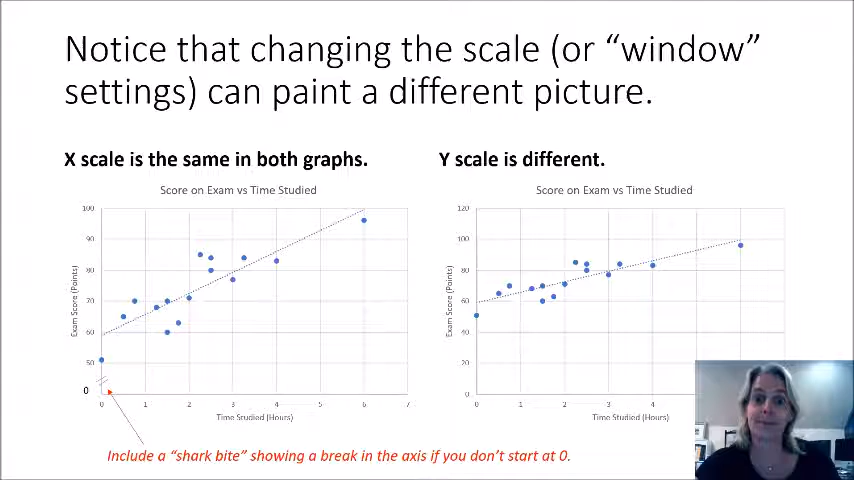 Notice that changing the scale (or “window”
settings) can paint a different picture.
X scale is the same in both graphs.
Y scale is different.
Score on Exam vs Time Studied
100
90
80
70
60
50
0
Exam Score (Points)
0 1 2 3 4 5 6 7
Time Studied (Hours)
Score on Exam vs Time Studied
120
100
80
60
40
20
0
Exam Score (Points)
0 1 2 3 4
Time Studied (Hours)
Include a “shark bite” showing a break in the axis if you don’t start at 0.